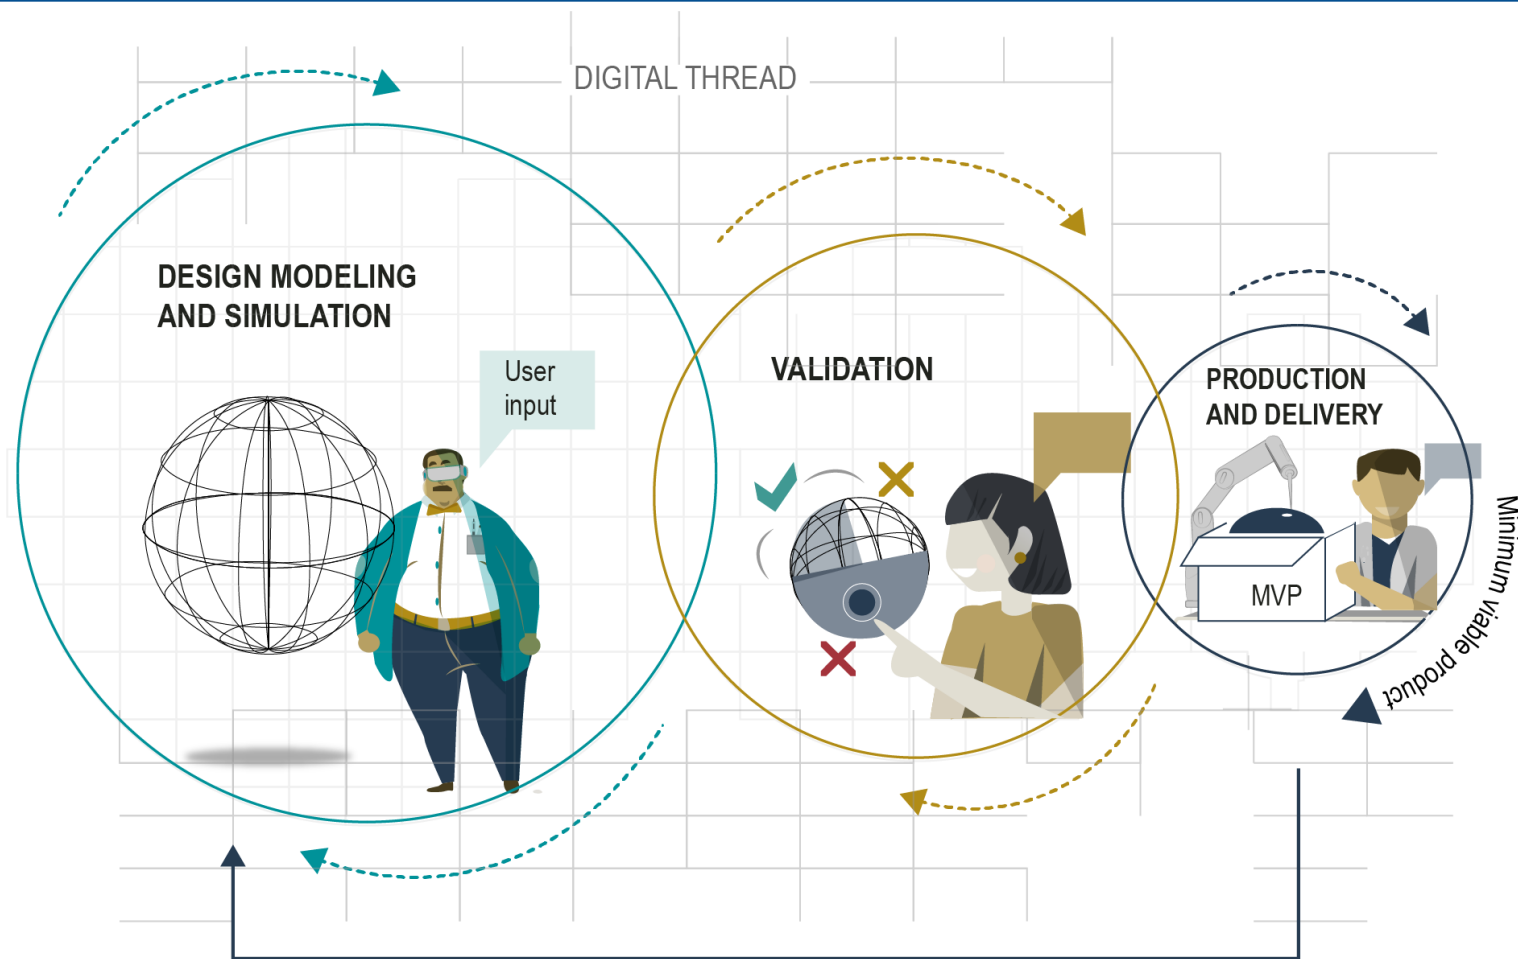 DIGITAL THREAD
DESIGN MODELING
AND SIMULATION
User
input
VALIDATION
PRODUCTION
AND DELIVERY
MVP
Minimum viable product